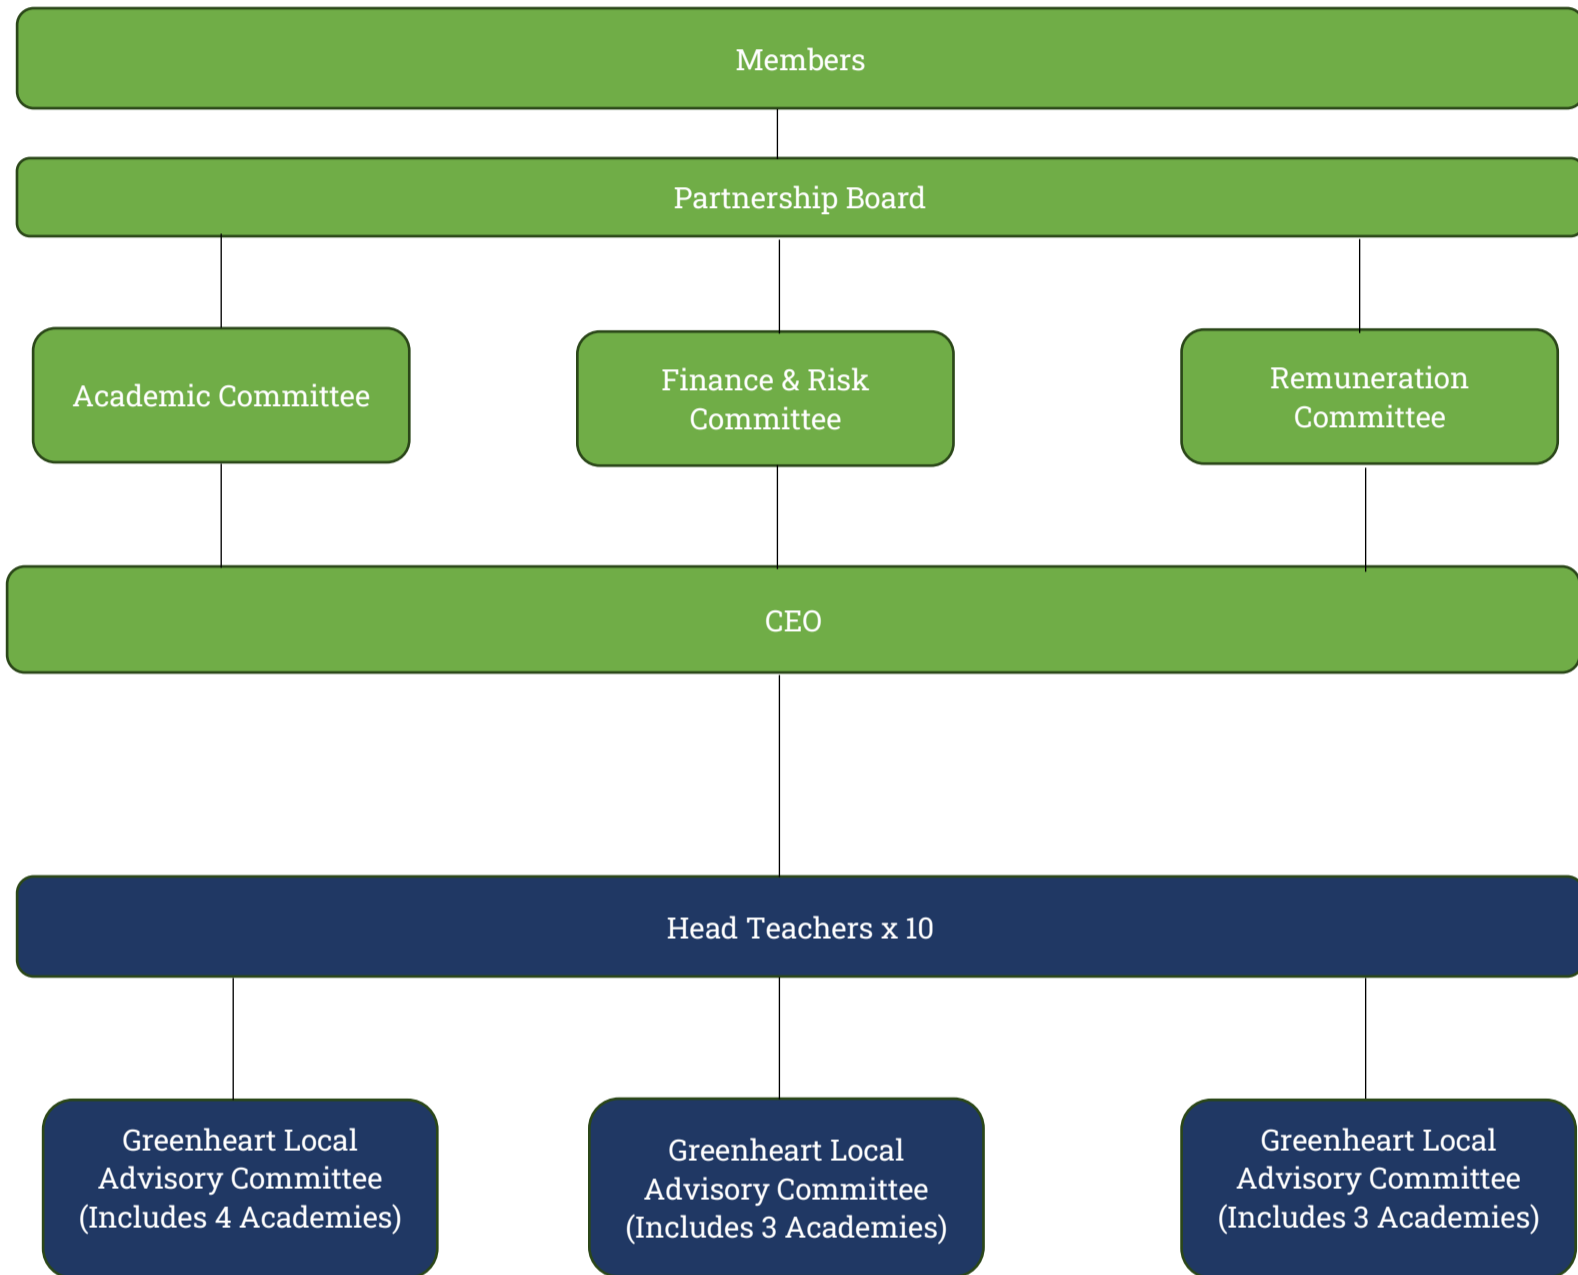 Members
Partnership Board
Academic Committee
Finance & Risk
Committee
Remuneration
Committee
CEO
Head Teachers x 10
Greenheart Local
Advisory Committee
(Includes 4 Academies)
Greenheart Local
Advisory Committee
(Includes 3 Academies)
Greenheart Local
Advisory Committee
(Includes 3 Academies)